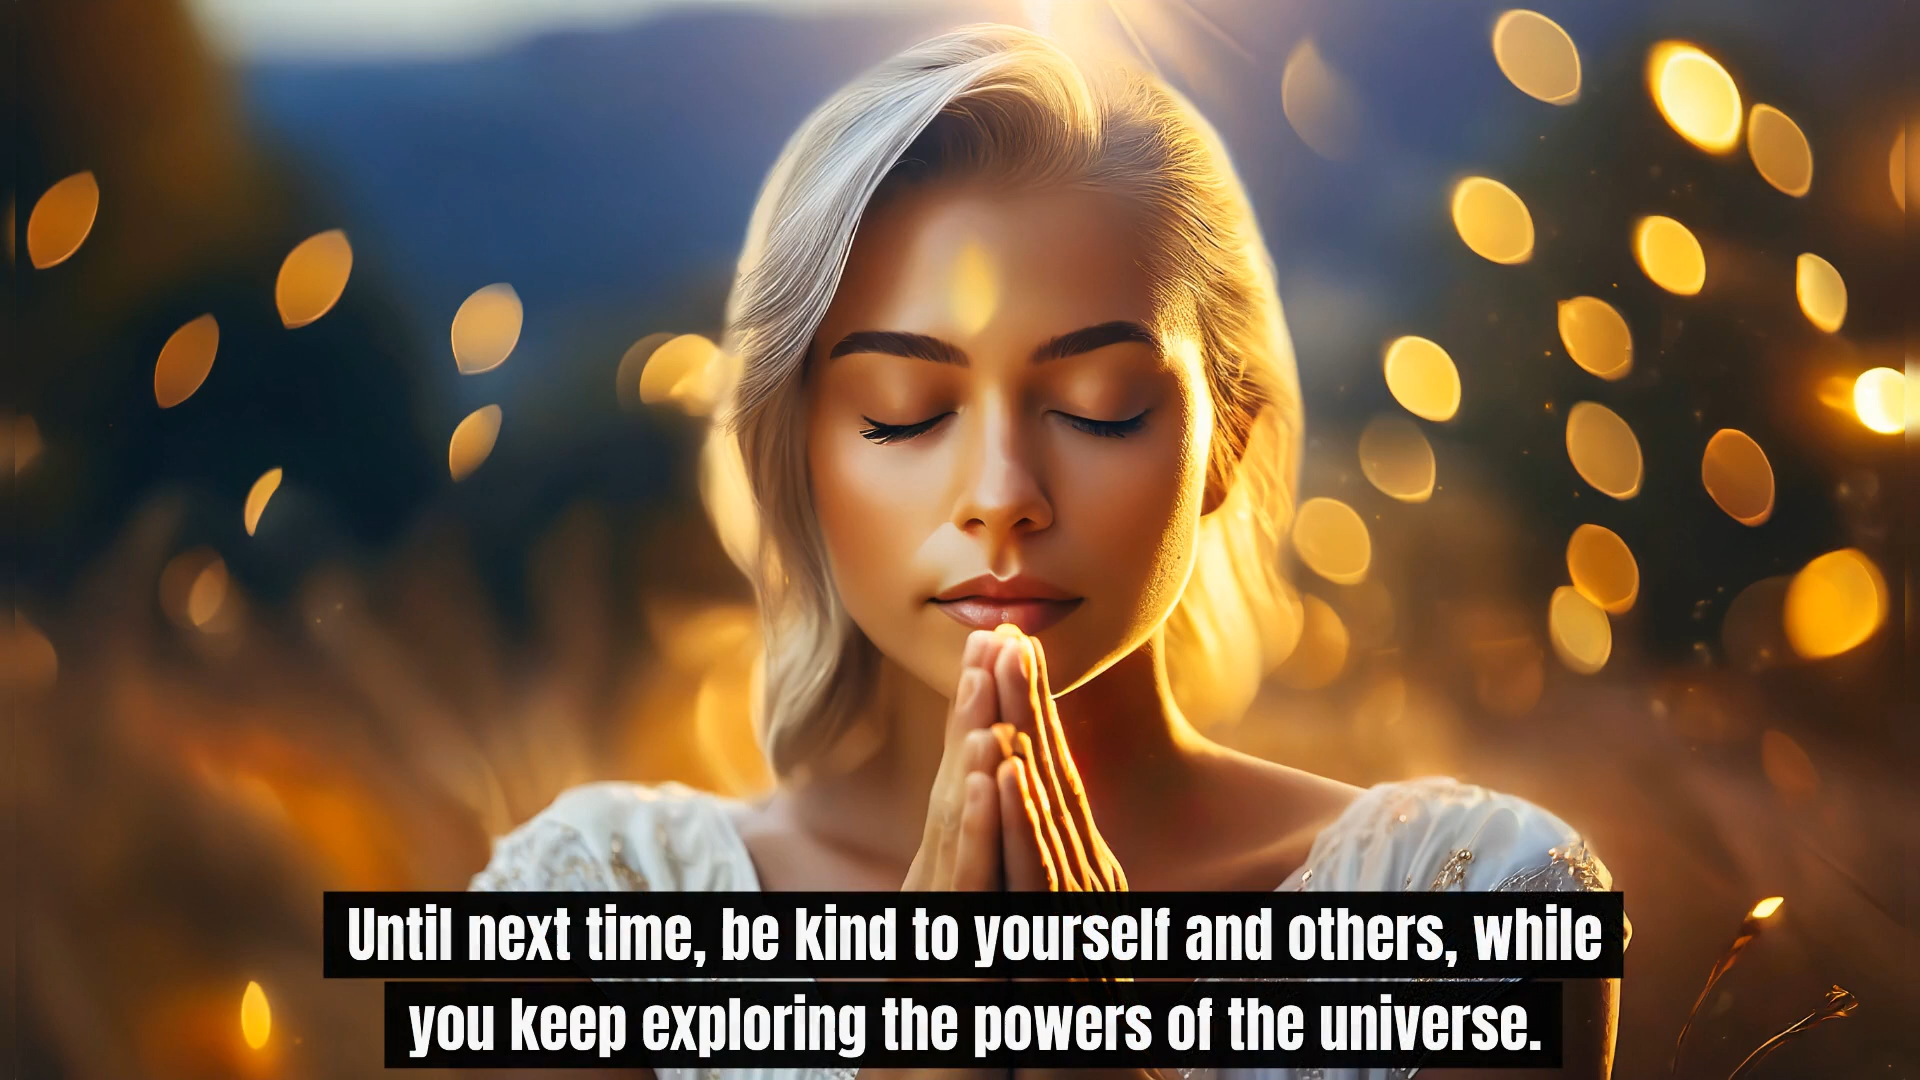 Until next time, be kind to yourself and others, while
you keep exploring the powers of the universe.